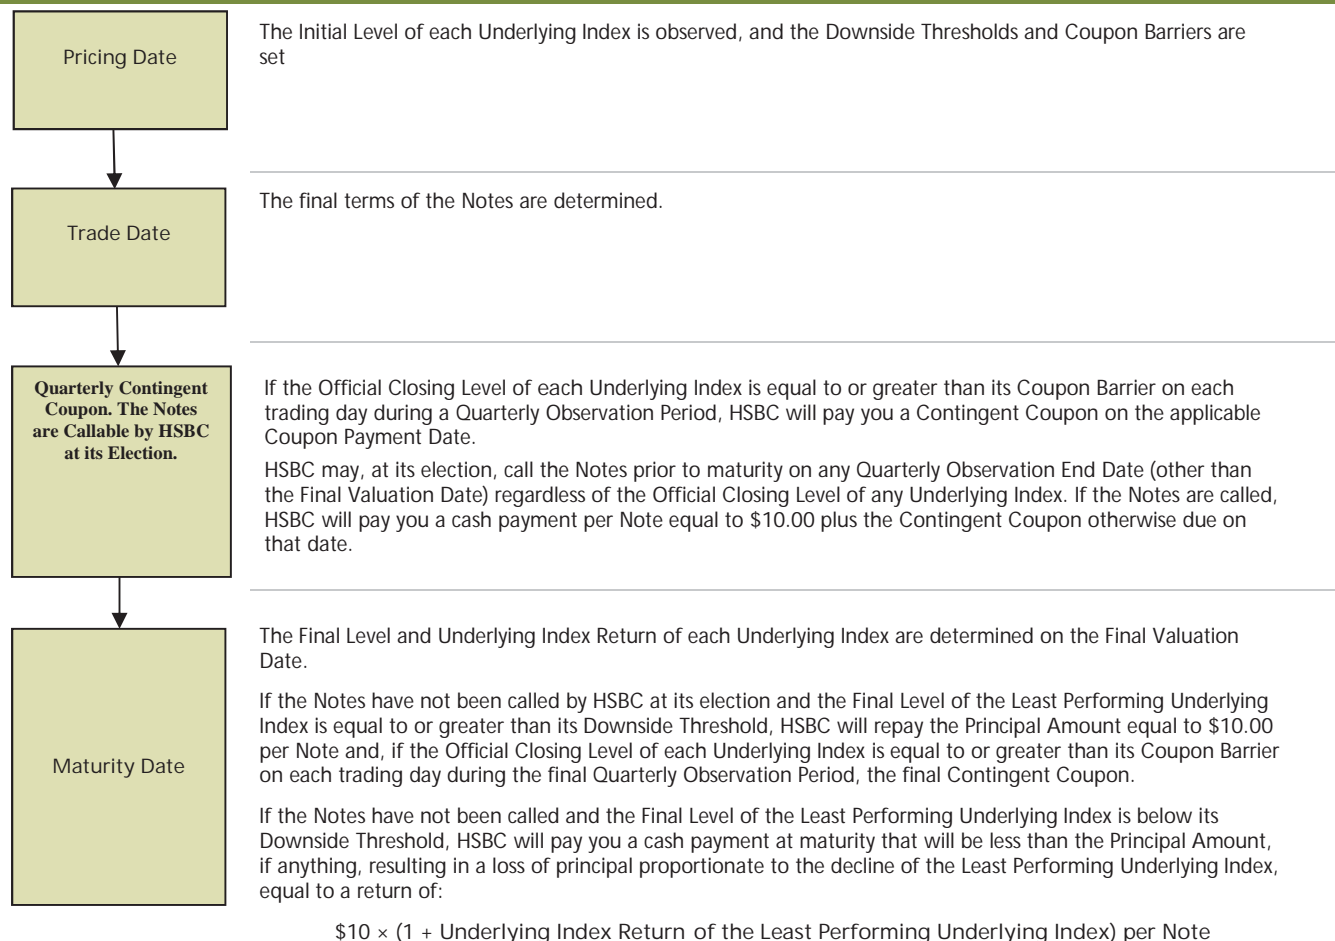 Pricing Date
The Initial Level of each Underlying Index is observed, and the Downside Thresholds and Coupon Barriers are
set
Trade Date
The final terms of the Notes are determined.
Quarterly Contingent
Coupon. The Notes
are Callable by HSBC
at its Election.
If the Official Closing Level of each Underlying Index is equal to or greater than its Coupon Barrier on each
trading day during a Quarterly Observation Period, HSBC will pay you a Contingent Coupon on the applicable
Coupon Payment Date.
HSBC may, at its election, call the Notes prior to maturity on any Quarterly Observation End Date (other than
the Final Valuation Date) regardless of the Official Closing Level of any Underlying Index. If the Notes are called,
HSBC will pay you a cash payment per Note equal to $10.00 plus the Contingent Coupon otherwise due on
that date.
Maturity Date
The Final Level and Underlying Index Return of each Underlying Index are determined on the Final Valuation
Date.
If the Notes have not been called by HSBC at its election and the Final Level of the Least Performing Underlying
Index is equal to or greater than its Downside Threshold, HSBC will repay the Principal Amount equal to $10.00
per Note and, if the Official Closing Level of each Underlying Index is equal to or greater than its Coupon Barrier
on each trading day during the final Quarterly Observation Period, the final Contingent Coupon.
If the Notes have not been called and the Final Level of the Least Performing Underlying Index is below its
Downside Threshold, HSBC will pay you a cash payment at maturity that will be less than the Principal Amount,
if anything, resulting in a loss of principal proportionate to the decline of the Least Performing Underlying Index,
equal to a return of:
$10 × (1 + Underlying Index Return of the Least Performing Underlying Index) per Note